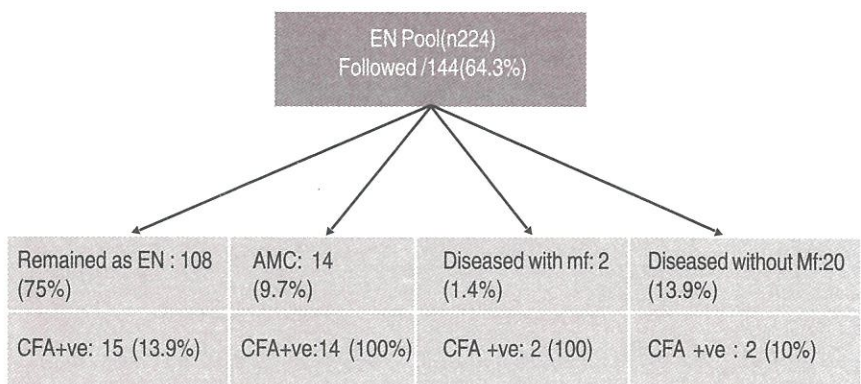 EN Pool(n224)
Followed /144(64.3%)
Remained as EN : 108
(75%)
AMC: 14
(9.7%)
Diseased with mf: 2
(1.4%)
Diseased without Mf:20
(13.9%)
CFA+ve: 15 (13.9%)
CFA+ve:14 (100%)
CFA +ve: 2 (100)
CFA +ve : 2 (10%)